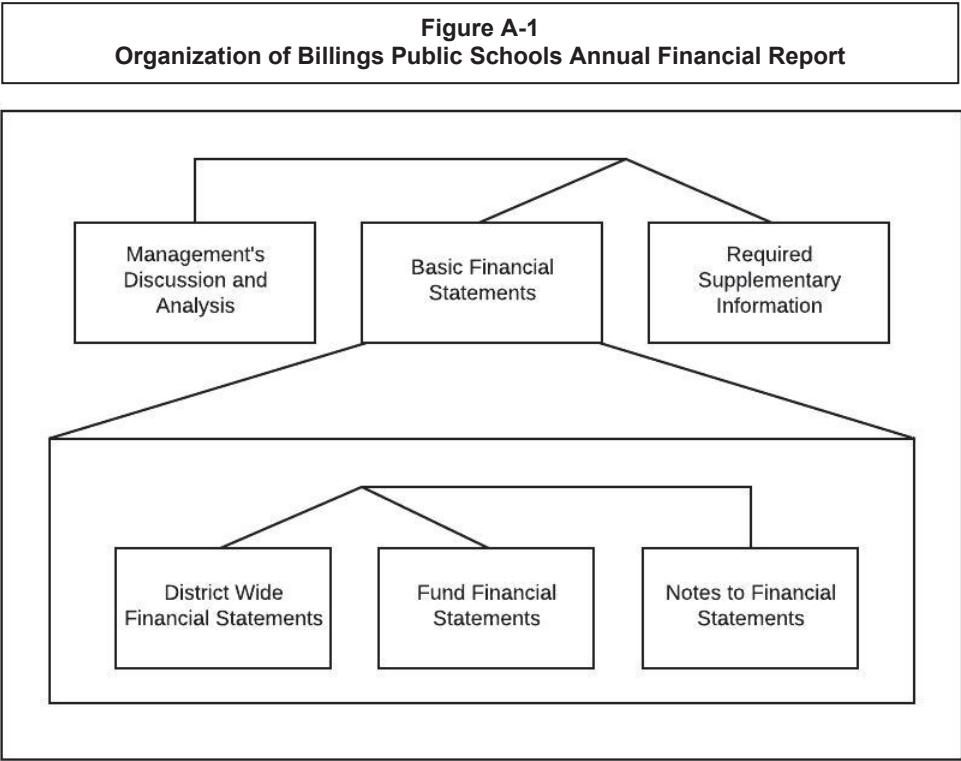 Figure A-1
Organization of Billings Public Schools Annual Financial Report
Management's
Discussion and
Analysis
Basic Financial
Statements
Required
Supplementary
Information
District Wide
Financial Statements
Fund Financial
Statements
Notes to Financial
Statements